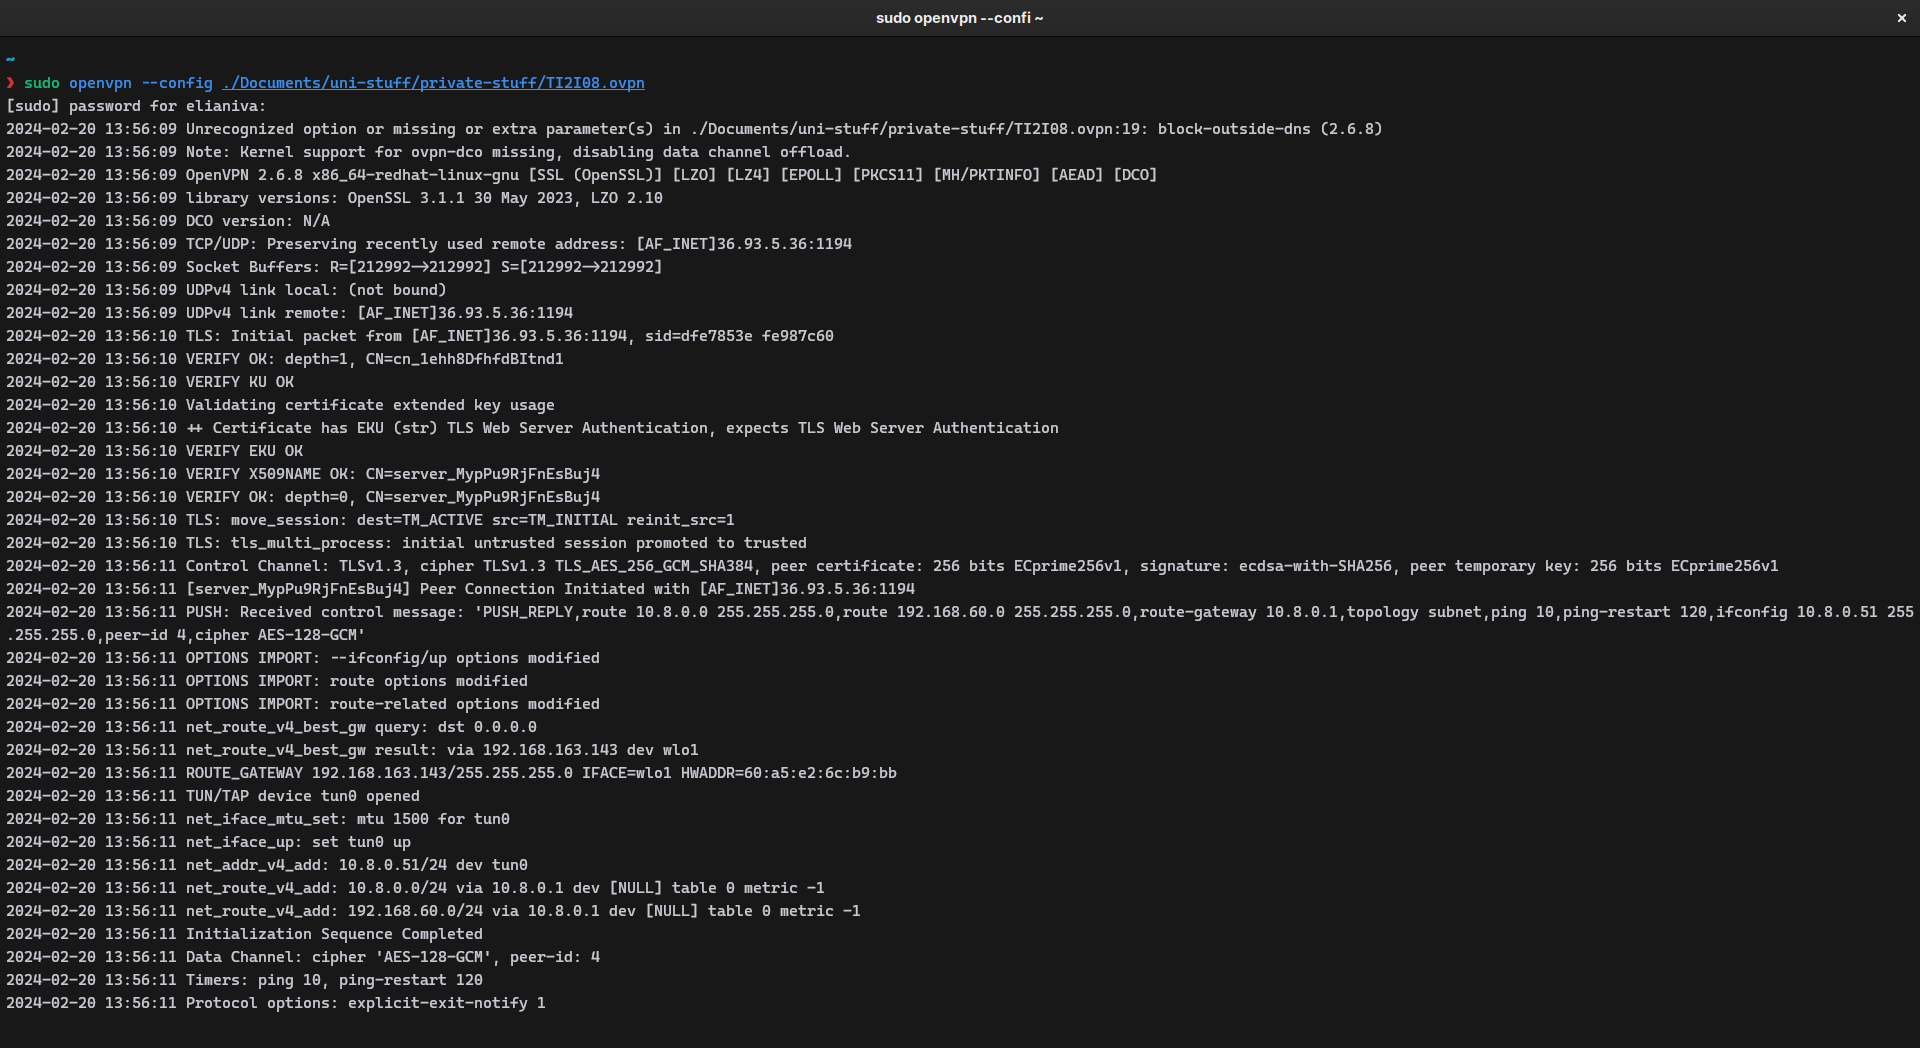 sudo openvpn --confi ~
×
~
❯ sudo openvpn --config ./Documents/uni-stuff/private-stuff/TI2I08.ovpn
[sudo] password for elianiva:
2024-02-20 13:56:09 Unrecognized option or missing or extra parameter(s) in ./Documents/uni-stuff/private-stuff/TI2I08.ovpn:19: block-outside-dns (2.6.8)
2024-02-20 13:56:09 Note: Kernel support for ovpn-dco missing, disabling data channel offload.
2024-02-20 13:56:09 OpenVPN 2.6.8 x86_64-redhat-linux-gnu [SSL (OpenSSL)] [LZO] [LZ4] [EPOLL] [PKCS11] [MH/PKTINFO] [AEAD] [DCO]
2024-02-20 13:56:09 library versions: OpenSSL 3.1.1 30 May 2023, LZO 2.10
2024-02-20 13:56:09 DCO version: N/A
2024-02-20 13:56:09 TCP/UDP: Preserving recently used remote address: [AF_INET]36.93.5.36:1194
2024-02-20 13:56:09 Socket Buffers: R=[212992->212992] S=[212992->212992]
2024-02-20 13:56:09 UDPv4 link local: (not bound)
2024-02-20 13:56:09 UDPv4 link remote: [AF_INET]36.93.5.36:1194
2024-02-20 13:56:10 TLS: Initial packet from [AF_INET]36.93.5.36:1194, sid=dfe7853e fe987c60
2024-02-20 13:56:10 VERIFY OK: depth=1, CN=cn_1ehh8DfhfdBItnd1
2024-02-20 13:56:10 VERIFY KU OK
2024-02-20 13:56:10 Validating certificate extended key usage
2024-02-20 13:56:10 ++ Certificate has EKU (str) TLS Web Server Authentication, expects TLS Web Server Authentication
2024-02-20 13:56:10 VERIFY EKU OK
2024-02-20 13:56:10 VERIFY X509NAME OK: CN=server_MypPu9RjFnEsBuj4
2024-02-20 13:56:10 VERIFY OK: depth=0, CN=server_MypPu9RjFnEsBuj4
2024-02-20 13:56:10 TLS: move_session: dest=TM_ACTIVE src=TM_INITIAL reinit_src=1
2024-02-20 13:56:10 TLS: tls_multi_process: initial untrusted session promoted to trusted
2024-02-20 13:56:11 Control Channel: TLSv1.3, cipher TLSv1.3 TLS_AES_256_GCM_SHA384, peer certificate: 256 bits ECprime256v1, signature: ecdsa-with-SHA256, peer temporary key: 256 bits ECprime256v1
2024-02-20 13:56:11 [server_MypPu9RjFnEsBuj4] Peer Connection Initiated with [AF_INET]36.93.5.36:1194
2024-02-20 13:56:11 PUSH: Received control message: 'PUSH_REPLY,route 10.8.0.0 255.255.255.0,route 192.168.60.0 255.255.255.0,route-gateway 10.8.0.1,topology subnet,ping 10,ping-restart 120,ifconfig 10.8.0.51 255
.255.255.0,peer-id 4,cipher AES-128-GCM'
2024-02-20 13:56:11 OPTIONS IMPORT: --ifconfig/up options modified
2024-02-20 13:56:11 OPTIONS IMPORT: route options modified
2024-02-20 13:56:11 OPTIONS IMPORT: route-related options modified
2024-02-20 13:56:11 net_route_v4_best_gw query: dst 0.0.0.0
2024-02-20 13:56:11 net_route_v4_best_gw result: via 192.168.163.143 dev wlo1
2024-02-20 13:56:11 ROUTE_GATEWAY 192.168.163.143/255.255.255.0 IFACE=wlo1 HWADDR=60:a5:e2:6c:b9:bb
2024-02-20 13:56:11 TUN/TAP device tun0 opened
2024-02-20 13:56:11 net_iface_mtu_set: mtu 1500 for tun0
2024-02-20 13:56:11 net_iface_up: set tun0 up
2024-02-20 13:56:11 net_addr_v4_add: 10.8.0.51/24 dev tun0
2024-02-20 13:56:11 net_route_v4_add: 10.8.0.0/24 via 10.8.0.1 dev [NULL] table 0 metric -1
2024-02-20 13:56:11 net_route_v4_add: 192.168.60.0/24 via 10.8.0.1 dev [NULL] table 0 metric -1
2024-02-20 13:56:11 Initialization Sequence Completed
2024-02-20 13:56:11 Data Channel: cipher 'AES-128-GCM', peer-id: 4
2024-02-20 13:56:11 Timers: ping 10, ping-restart 120
2024-02-20 13:56:11 Protocol options: explicit-exit-notify 1